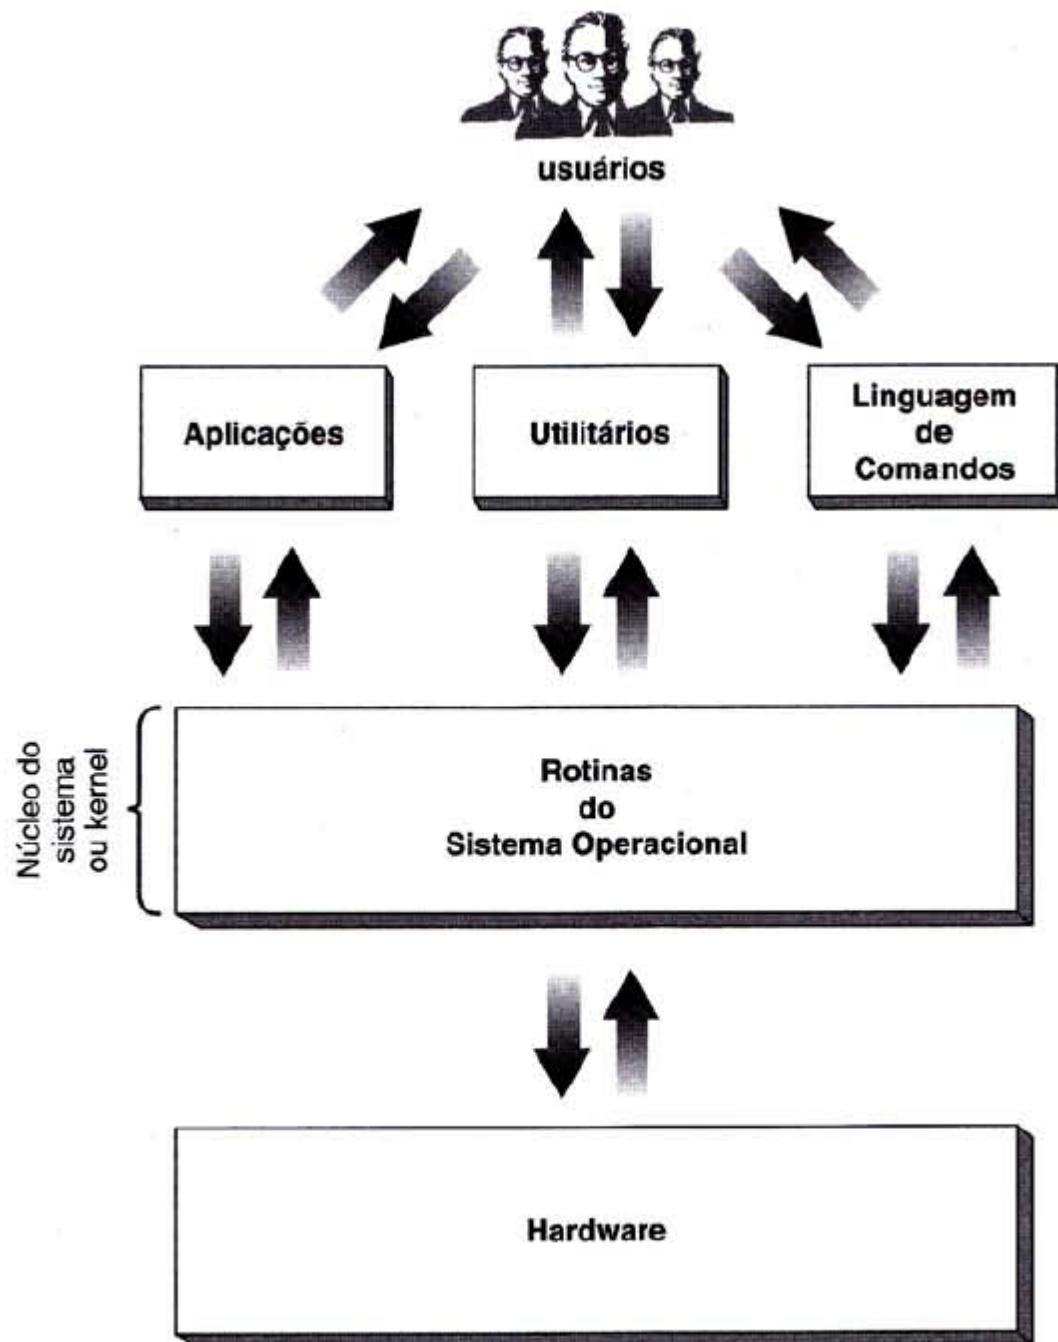 usuários
Aplicações
Utilitários
Linguagem
de
Comandos
Núcleo do
sistema
ou kernel
Rotinas
do
Sistema Operacional
Hardware